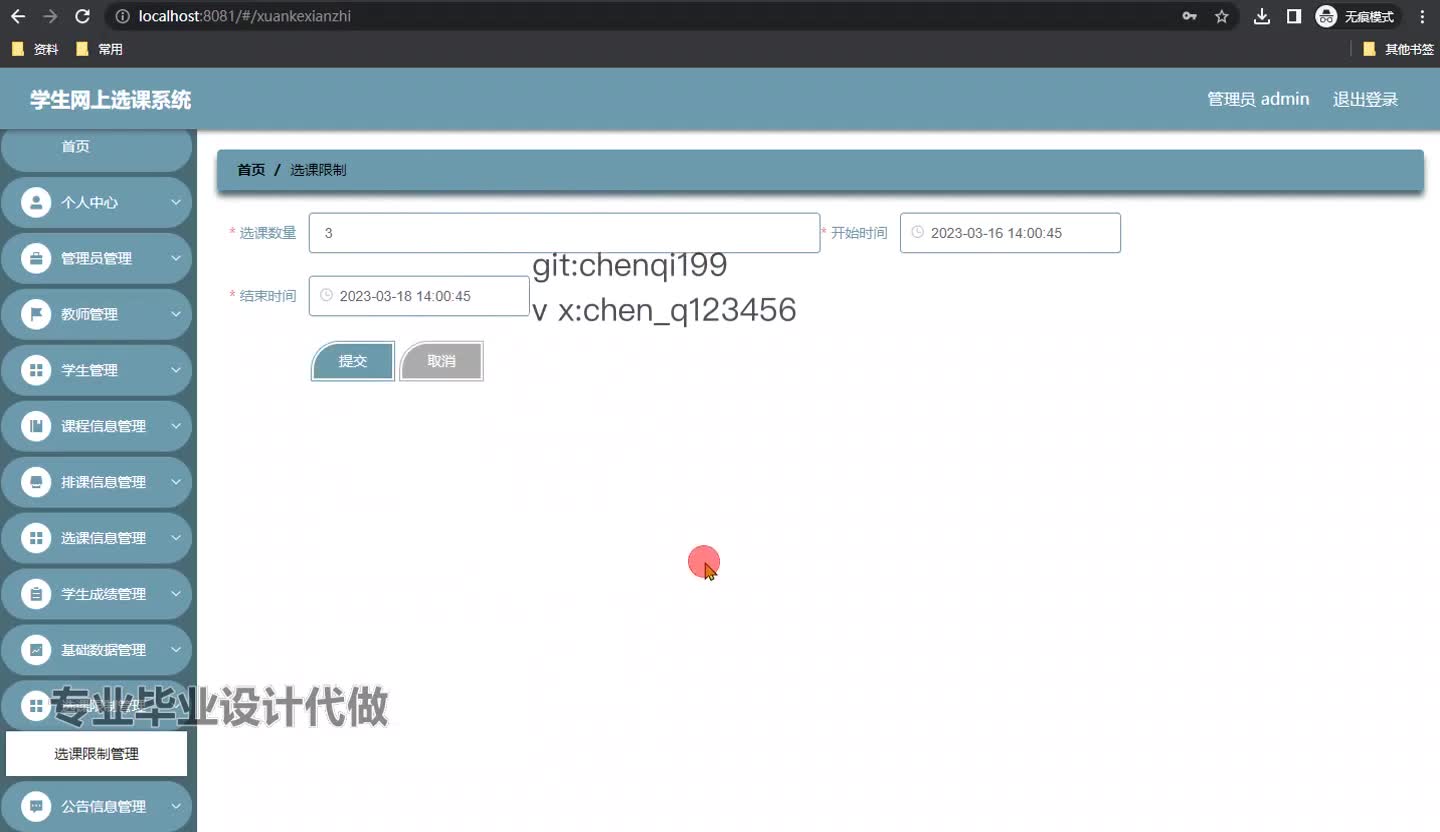 localhost:8081/#/xuankexianzhi
无痕模式
资料
常用
其他书签
学生网上选课系统
管理员 admin
退出登录
首页
个人中心
管理员管理
教师管理
学生管理
课程信息管理
排课信息管理
选课信息管理
学生成绩管理
基础数据管理
选课限制管理
选课限制管理
公告信息管理
首页 / 选课限制
* 选课数量 3
* 开始时间 2023-03-16 14:00:45
* 结束时间 2023-03-18 14:00:45
提交
取消
git:chenqi199
v x:chen_q123456
专业毕业设计代做